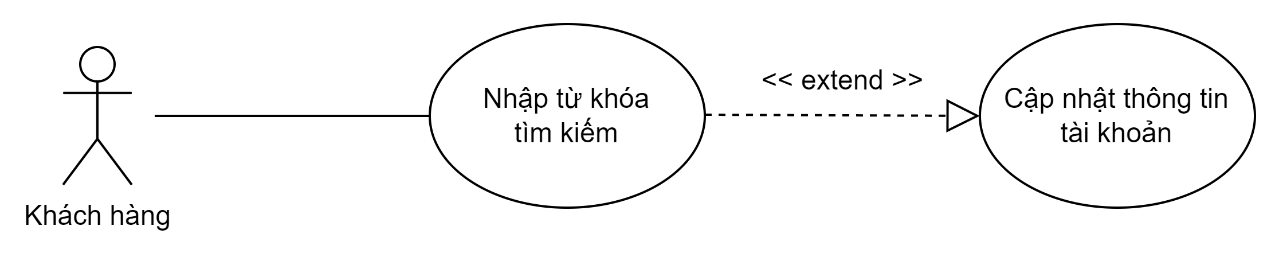 Khách hàng
Nhập từ khóa
tìm kiếm
<< extend >>
Cập nhật thông tin
tài khoản